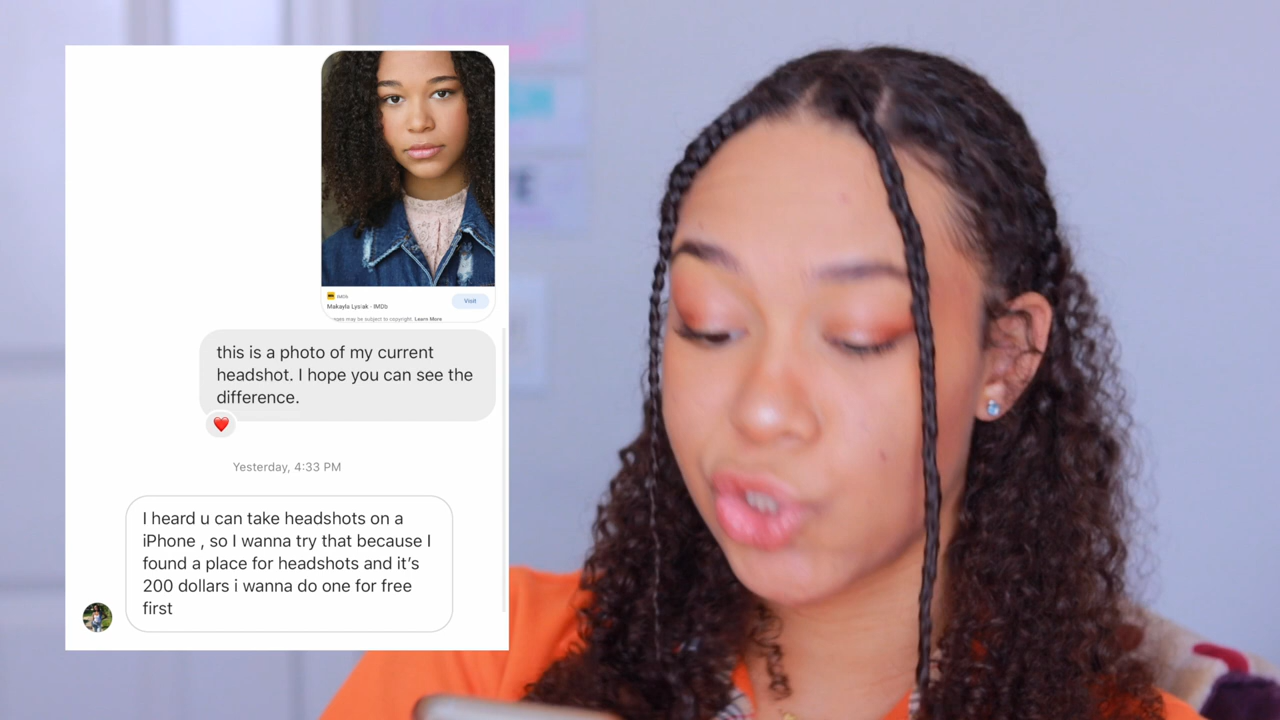 IMDb
Makayla Lysiak - IMDb
Visit
may be subject to copyright. Learn More
this is a photo of my current
headshot. I hope you can see the
difference.
Yesterday, 4:33 PM
I heard u can take headshots on a
iPhone , so I wanna try that because I
found a place for headshots and it's
200 dollars i wanna do one for free
first